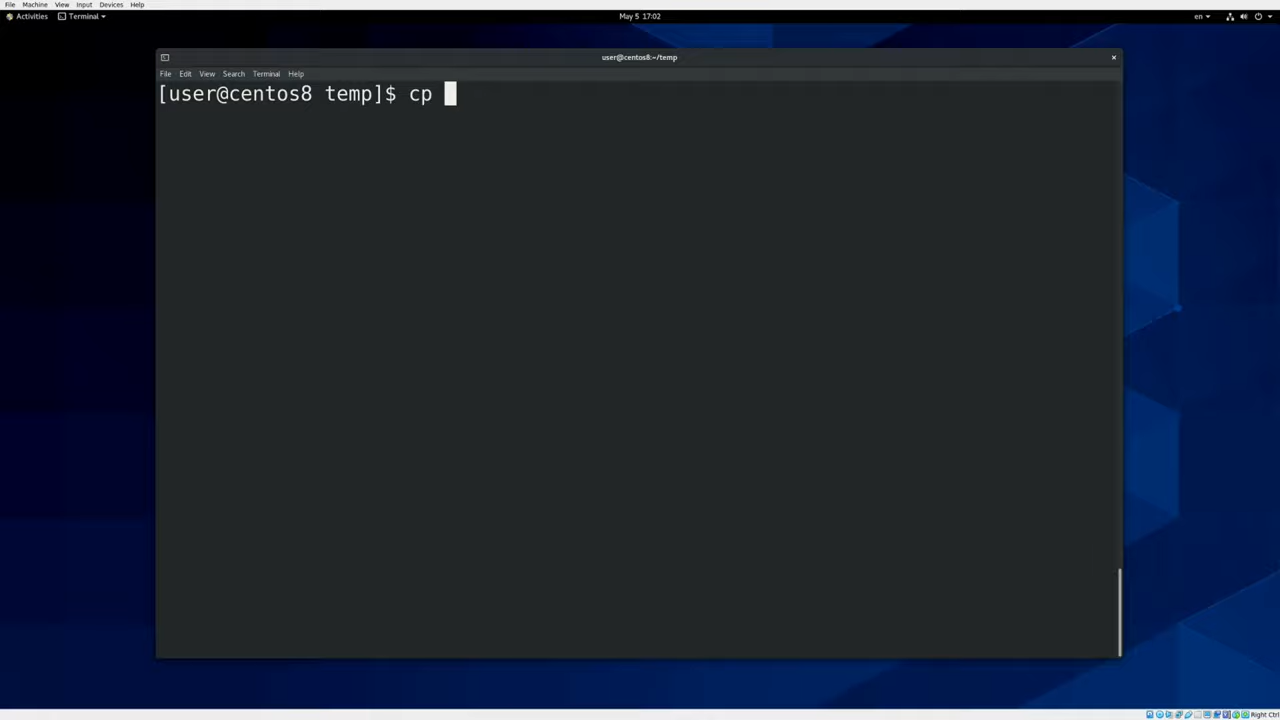 File Machine View Input Devices Help
Activities Terminal May 5 17:02 en
user@centos8:~/temp
File Edit View Search Terminal Help
[user@centos8 temp]$ cp
Right Ctrl